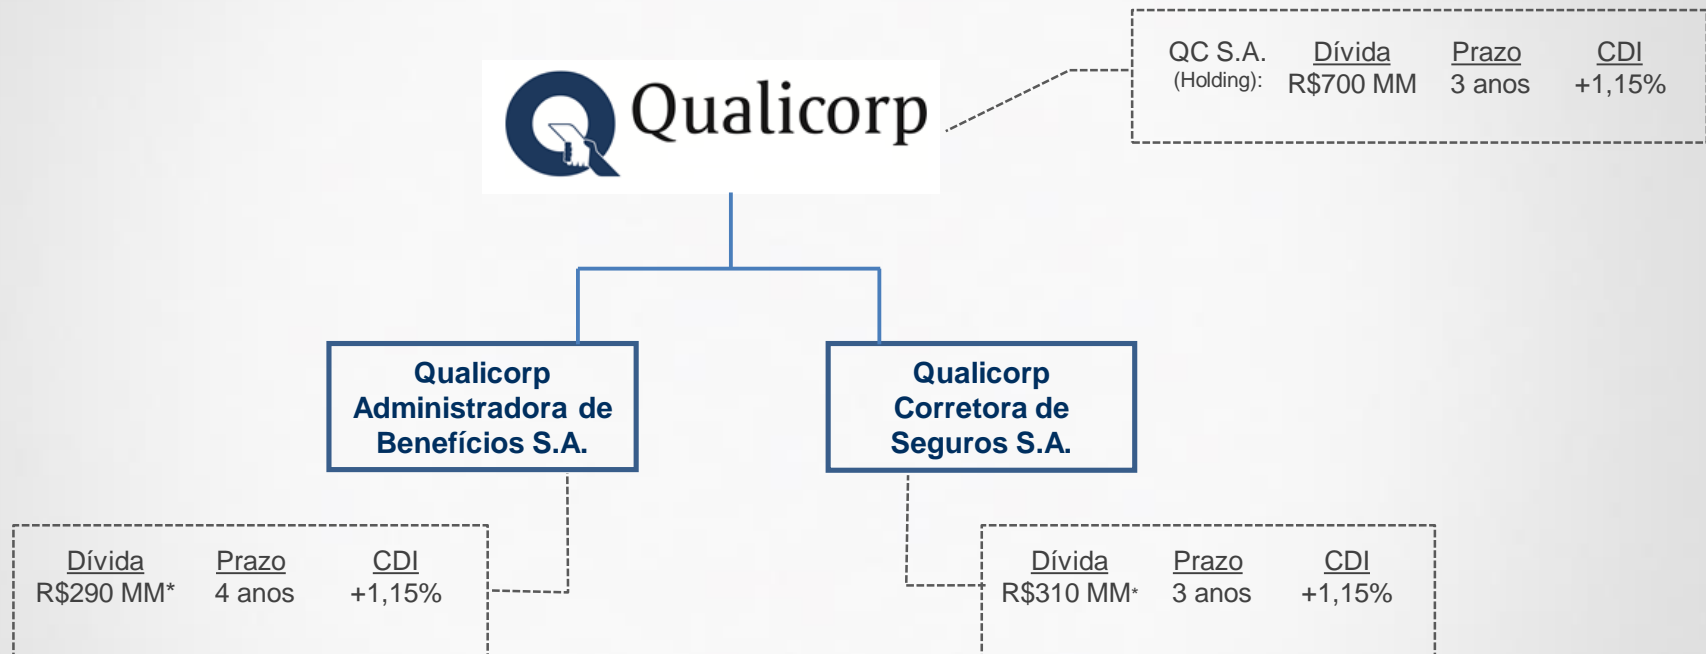 QC S.A. Dívida Prazo CDI
(Holding): R$700 MM 3 anos +1,15%
Qualicorp
Qualicorp
Administradora de
Benefícios S.A.
Qualicorp
Corretora de
Seguros S.A.
Dívida Prazo CDI
R$290 MM* 4 anos +1,15%
Dívida Prazo CDI
R$310 MM* 3 anos +1,15%